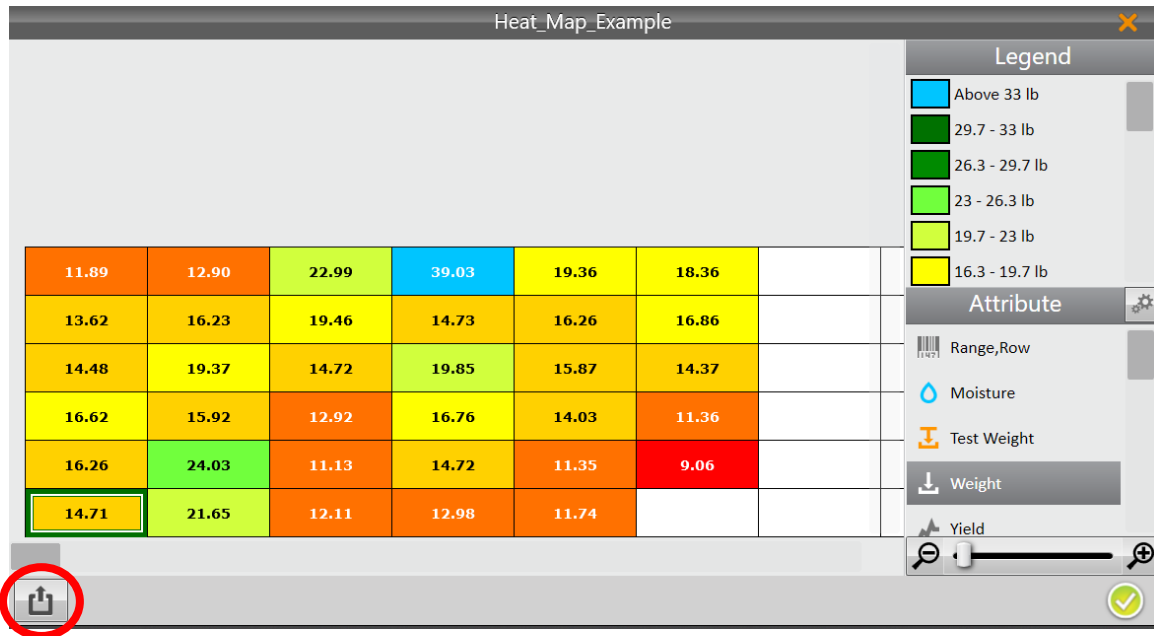 Heat_Map_Example
Legend
Above 33 lb
29.7 - 33 lb
26.3 - 29.7 lb
23 - 26.3 lb
19.7 - 23 lb
16.3 - 19.7 lb
11.89 12.90 22.99 39.03 19.36 18.36
13.62 16.23 19.46 14.73 16.26 16.86
14.48 19.37 14.72 19.85 15.87 14.37
16.62 15.92 12.92 16.76 14.03 11.36
16.26 24.03 11.13 14.72 11.35 9.06
14.71 21.65 12.11 12.98 11.74
Attribute
Range,Row
Moisture
Test Weight
Weight
Yield